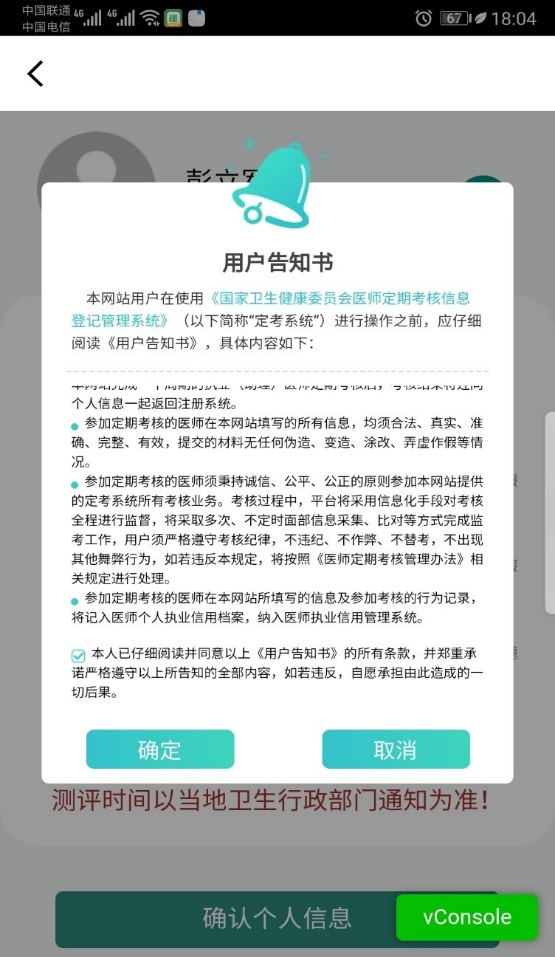 中国联通
中国电信
4G
4G
67
18:04
彭立军
用户告知书
本网站用户在使用《国家卫生健康委员会医师定期考核信息
登记管理系统》（以下简称“定考系统”）进行操作之前，应仔细
阅读《用户告知书》，具体内容如下：
个人信息一起返回注册系统。
参加定期考核的医师在本网站填写的所有信息，均须合法、真实、准
确、完整、有效，提交的材料无任何伪造、变造、涂改、弄虚作假等情
况。
参加定期考核的医师须秉持诚信、公平、公正的原则参加本网站提供
的定考系统所有考核业务。考核过程中，平台将采用信息化手段对考核
全程进行监督，将采取多次、不定时面部信息采集、比对等方式完成监
考工作，用户须严格遵守考核纪律，不违纪、不作弊、不替考，不出现
其他舞弊行为，如若违反本规定，将按照《医师定期考核管理办法》相
关规定进行处理。
参加定期考核的医师在本网站所填写的信息及参加考核的行为记录，
将记入医师个人执业信用档案，纳入医师执业信用管理系统。
本人已仔细阅读并同意以上《用户告知书》的所有条款，并郑重承
诺严格遵守以上所告知的全部内容，如若违反，自愿承担由此造成的一
切后果。
确定
取消
测评时间以当地卫生行政部门通知为准！
确认个人信息
vConsole